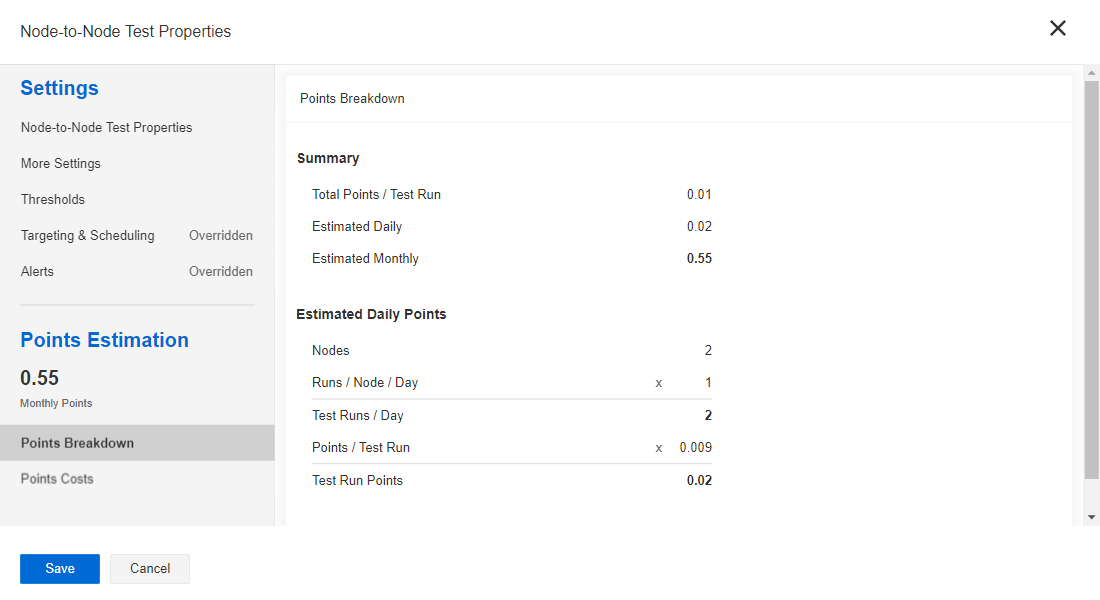 Node-to-Node Test Properties
Settings
Node-to-Node Test Properties
More Settings
Thresholds
Targeting & Scheduling Overridden
Alerts Overridden
Points Estimation
0.55
Monthly Points
Points Breakdown
Points Costs
Points Breakdown
Summary
Total Points / Test Run 0.01
Estimated Daily 0.02
Estimated Monthly 0.55
Estimated Daily Points
Nodes 2
Runs / Node / Day x 1
Test Runs / Day 2
Points / Test Run x 0.009
Test Run Points 0.02
Save Cancel